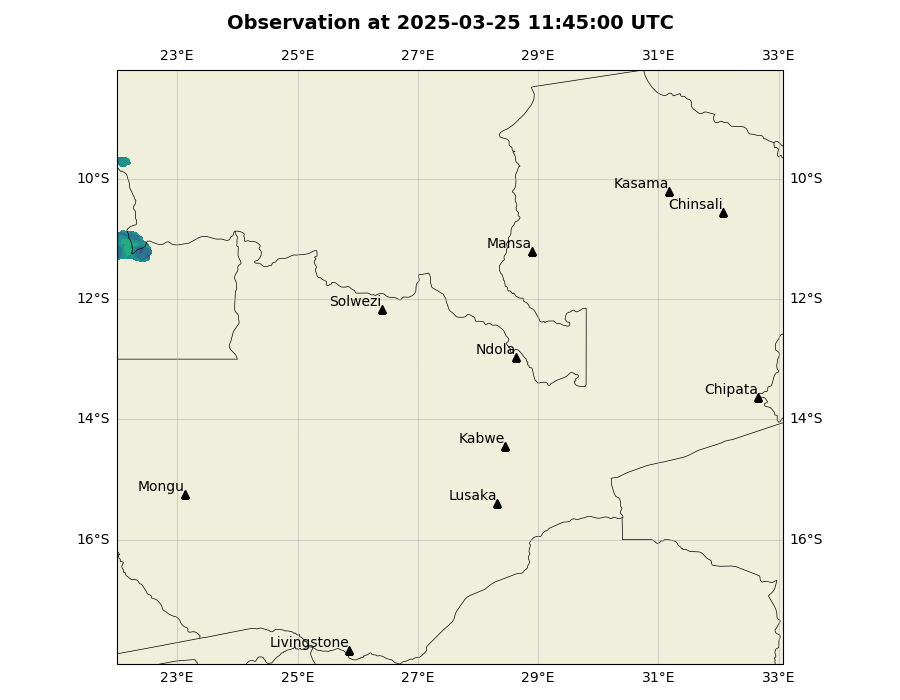 Observation at 2025-03-25 11:45:00 UTC
23°E 25°E 27°E 29°E 31°E 33°E
10°S 10°S
Kasama
Chinsali
Mansa
12°S 12°S
Solwezi
Ndola
Chipata
14°S 14°S
Kabwe
Mongu
Lusaka
16°S 16°S
Livingstone
23°E 25°E 27°E 29°E 31°E 33°E